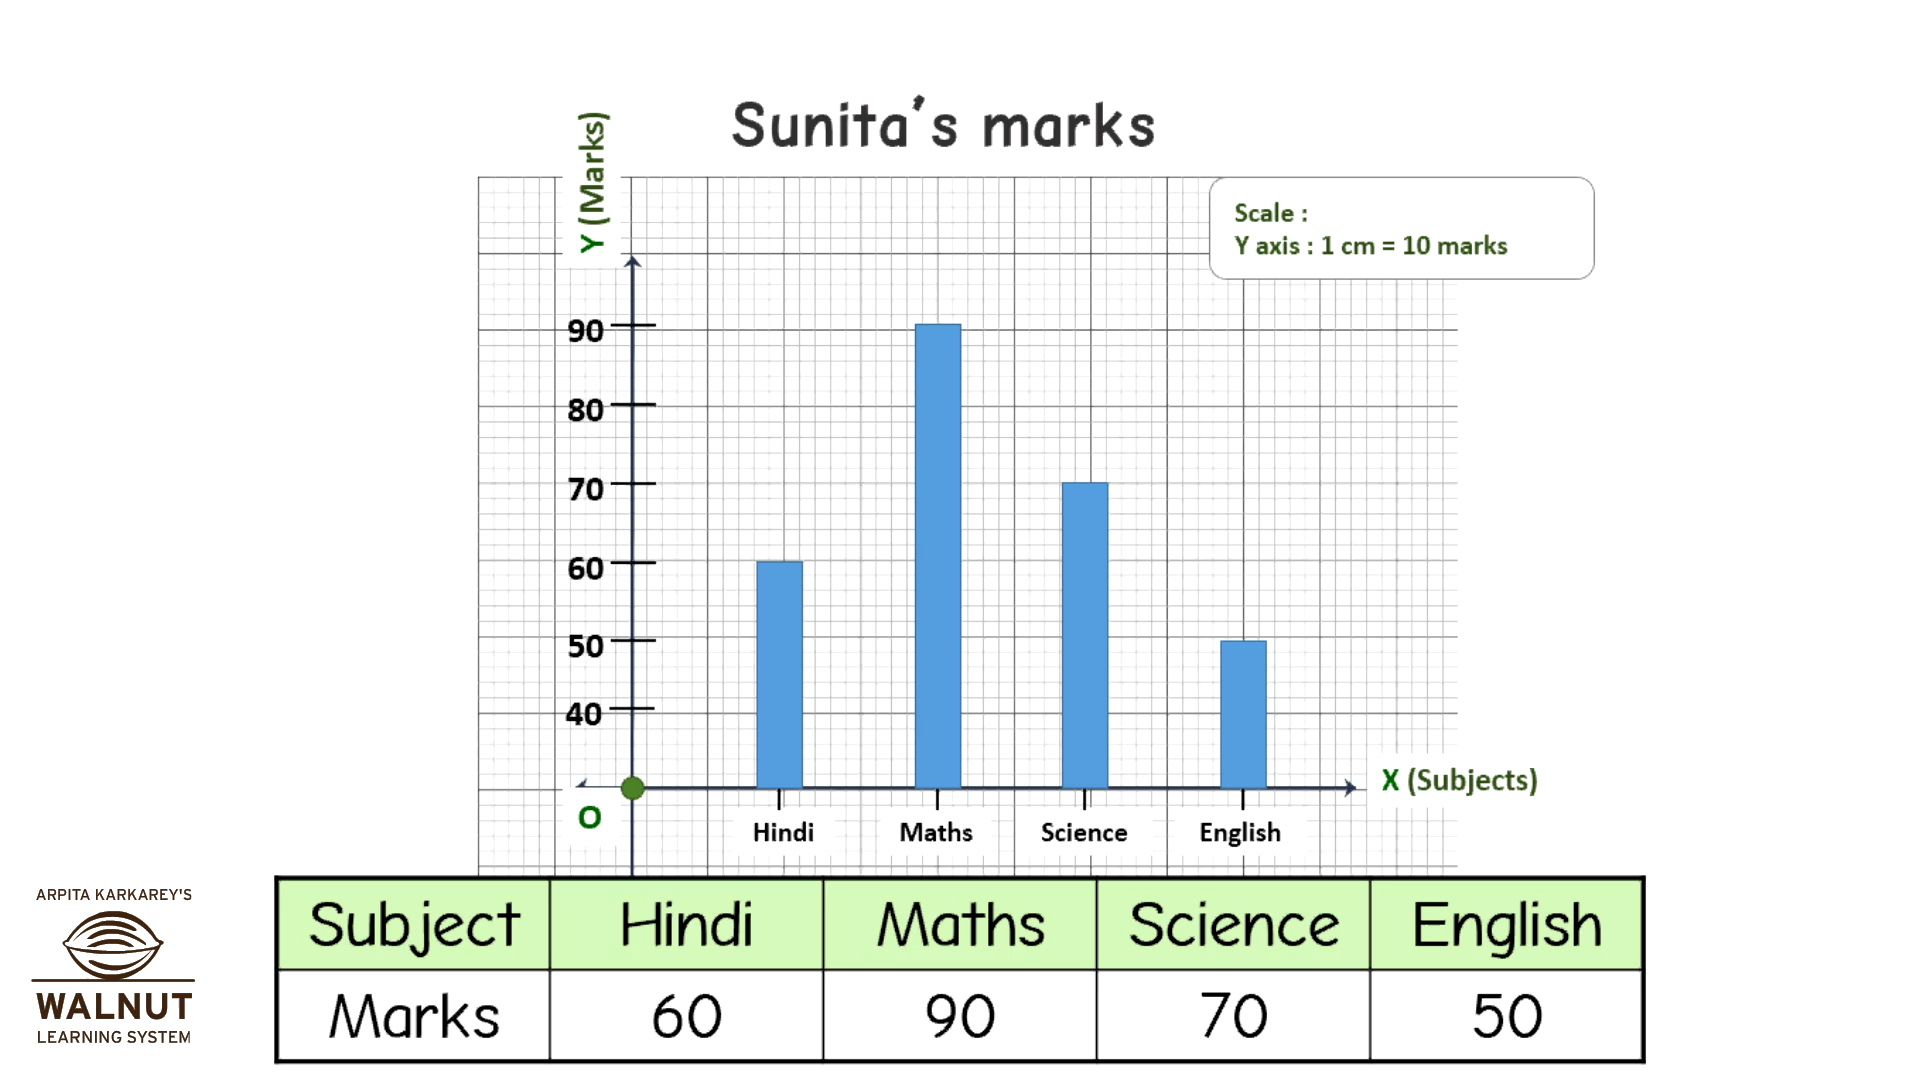 Sunita's marks
Y (Marks)
Scale :
Y axis : 1 cm = 10 marks
90
80
70
60
50
40
X (Subjects)
O
Hindi Maths Science English
Subject Hindi Maths Science English
Marks 60 90 70 50
ARPITA KARKAREY'S
WALNUT
LEARNING SYSTEM